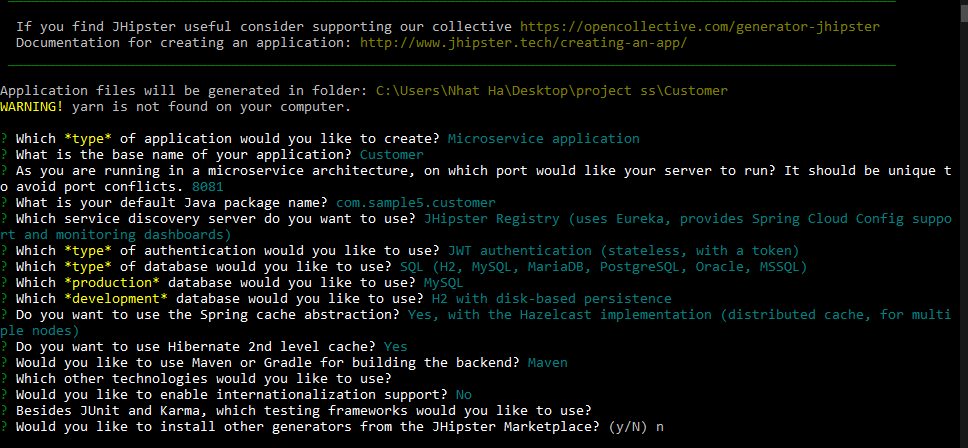 If you find JHipster useful consider supporting our collective https://opencollective.com/generator-jhipster
Documentation for creating an application: http://www.jhipster.tech/creating-an-app/
Application files will be generated in folder: C:\Users\Nhat Ha\Desktop\project ss\Customer
WARNING! yarn is not found on your computer.
? Which *type* of application would you like to create? Microservice application
? What is the base name of your application? Customer
? As you are running in a microservice architecture, on which port would like your server to run? It should be unique t
o avoid port conflicts. 8081
? What is your default Java package name? com.sample5.customer
? Which service discovery server do you want to use? JHipster Registry (uses Eureka, provides Spring Cloud Config suppo
rt and monitoring dashboards)
? Which *type* of authentication would you like to use? JWT authentication (stateless, with a token)
? Which *type* of database would you like to use? SQL (H2, MySQL, MariaDB, PostgreSQL, Oracle, MSSQL)
? Which *production* database would you like to use? MySQL
? Which *development* database would you like to use? H2 with disk-based persistence
? Do you want to use the Spring cache abstraction? Yes, with the Hazelcast implementation (distributed cache, for multi
ple nodes)
? Do you want to use Hibernate 2nd level cache? Yes
? Would you like to use Maven or Gradle for building the backend? Maven
? Which other technologies would you like to use?
? Would you like to enable internationalization support? No
? Besides JUnit and Karma, which testing frameworks would you like to use?
? Would you like to install other generators from the JHipster Marketplace? (y/N) n